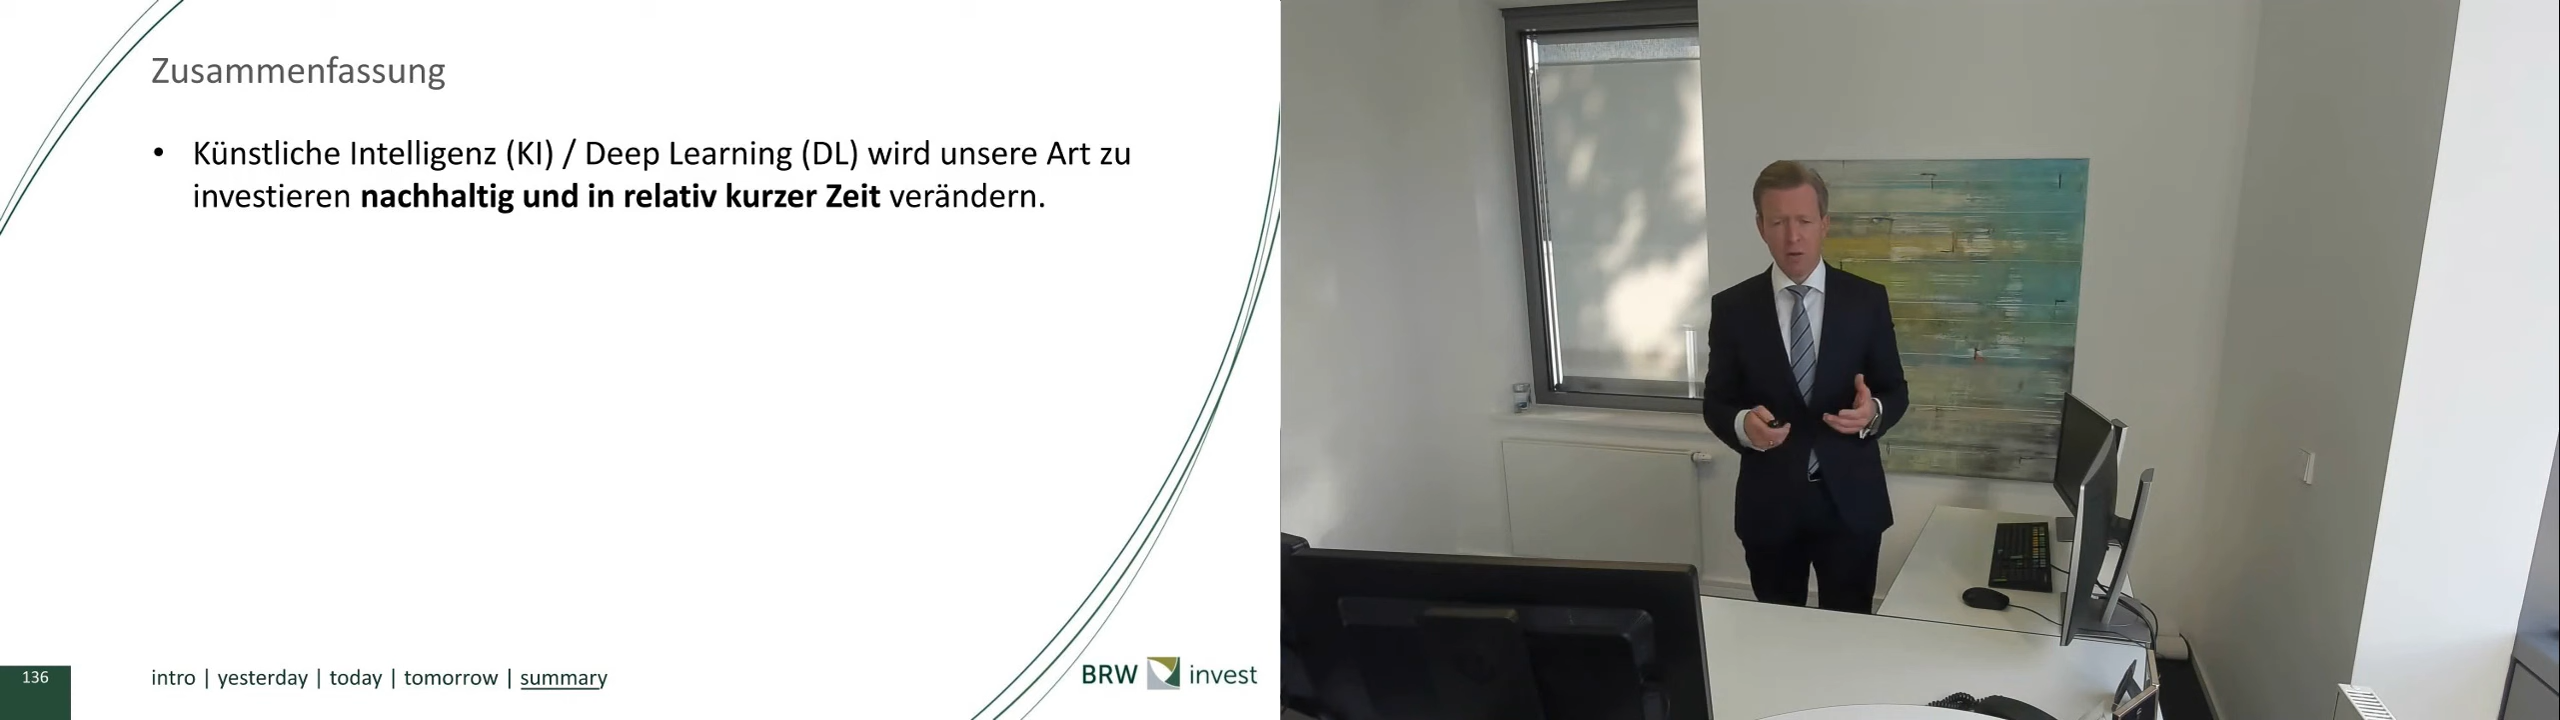 Zusammenfassung
• Künstliche Intelligenz (KI) / Deep Learning (DL) wird unsere Art zu
investieren nachhaltig und in relativ kurzer Zeit verändern.
136
intro | yesterday | today | tomorrow | summary
BRW invest